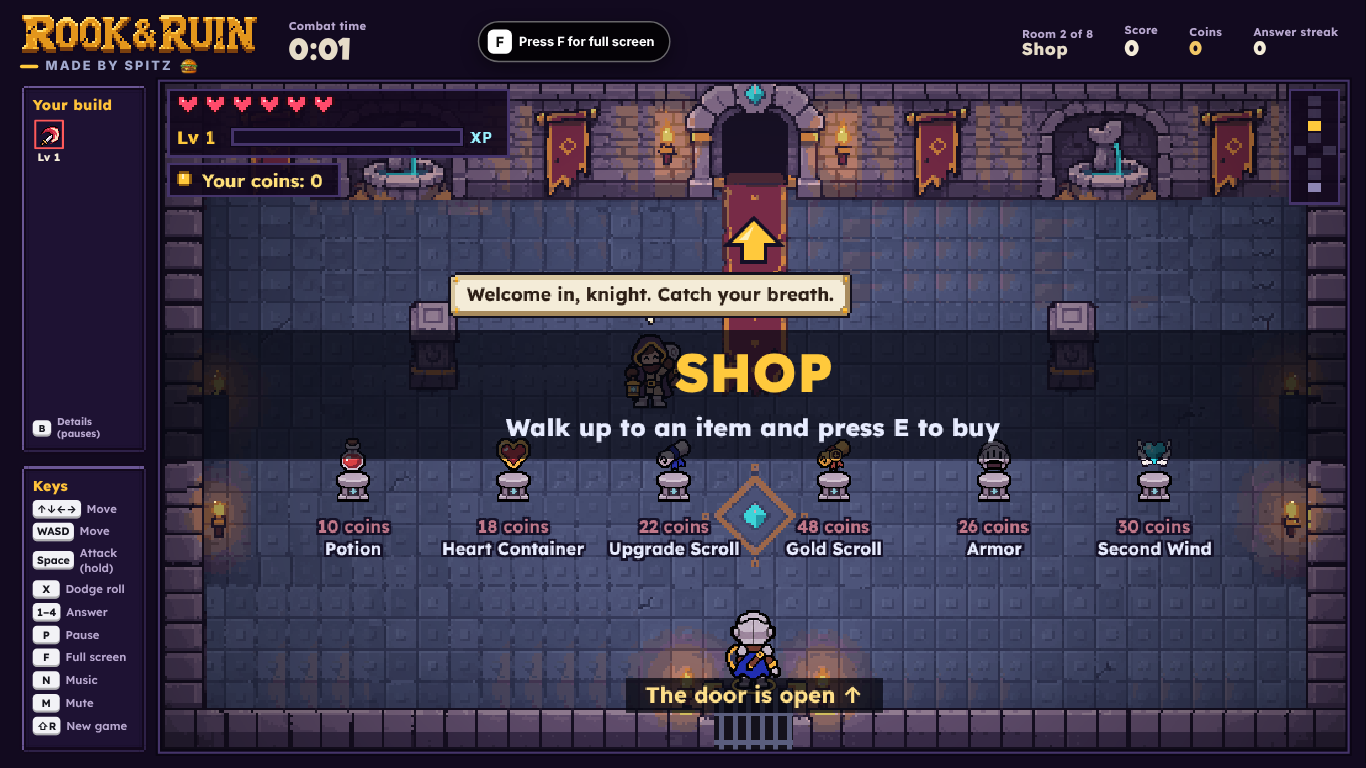 ROOK & RUIN
MADE BY SPITZ
Combat time
0:01
F Press F for full screen
Room 2 of 8
Shop
Score
0
Coins
0
Answer streak
0
Your build
Lv 1
B Details
(pauses)
Keys
↑↓←→ Move
WASD Move
Space Attack
(hold)
X Dodge roll
1–4 Answer
P Pause
F Full screen
N Music
M Mute
⇧R New game
Lv 1 XP
Your coins: 0
Welcome in, knight. Catch your breath.
SHOP
Walk up to an item and press E to buy
10 coins
Potion
18 coins
Heart Container
22 coins
Upgrade Scroll
48 coins
Gold Scroll
26 coins
Armor
30 coins
Second Wind
The door is open ↑